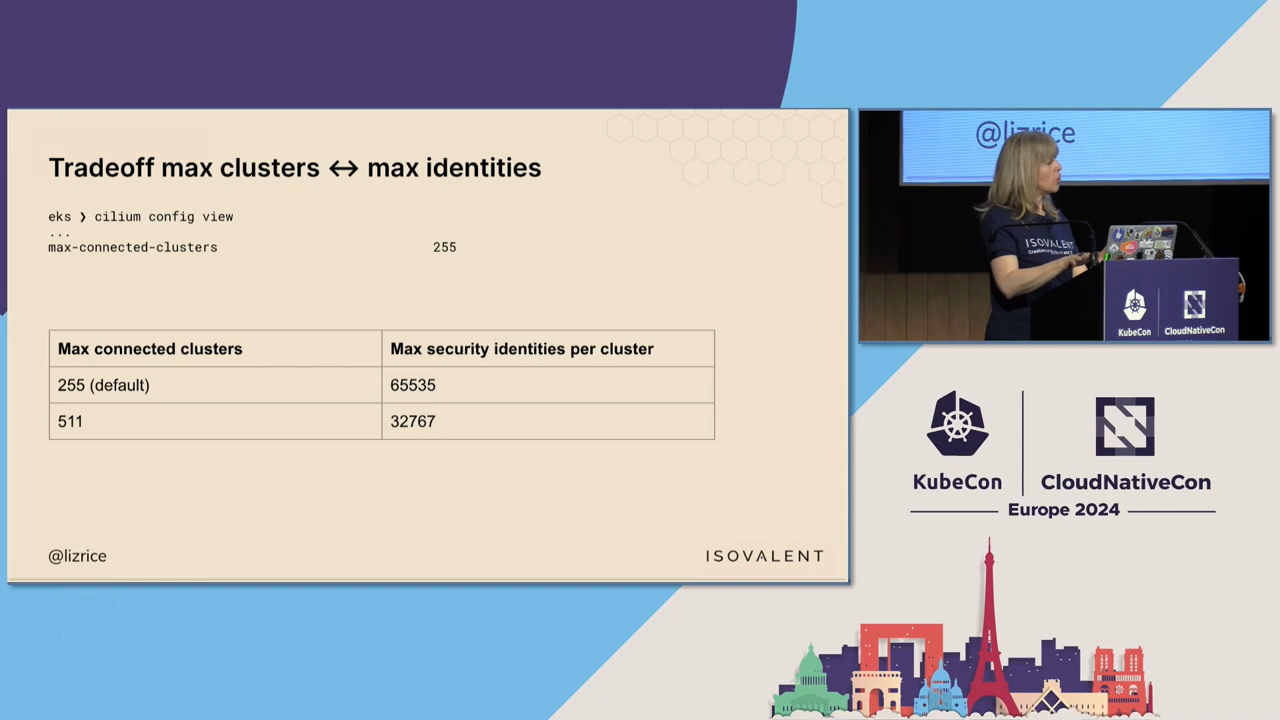 Tradeoff max clusters ↔ max identities
eks ❯ cilium config view
...
max-connected-clusters 255
Max connected clusters Max security identities per cluster
255 (default) 65535
511 32767
@lizrice
ISOVALENT
@lizrice
ISOVALENT
KubeCon
CloudNativeCon
KubeCon
CloudNativeCon
Europe 2024